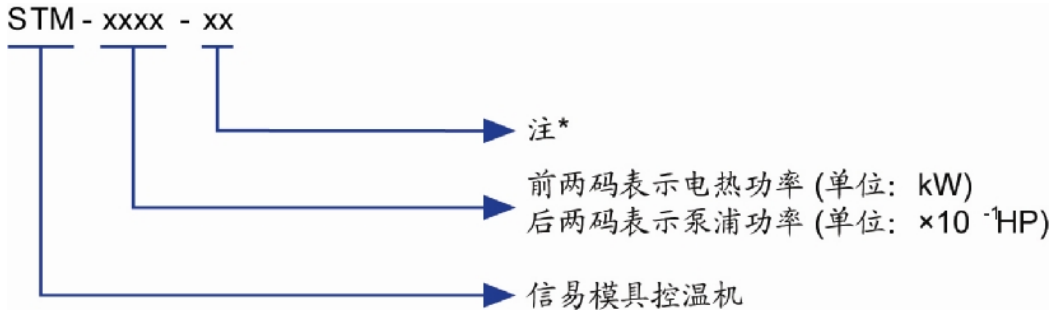 STM - xxxx - xx
注*
前两码表示电热功率 (单位：kW)
后两码表示泵浦功率 (单位：×10 -1HP)
信易模具控温机